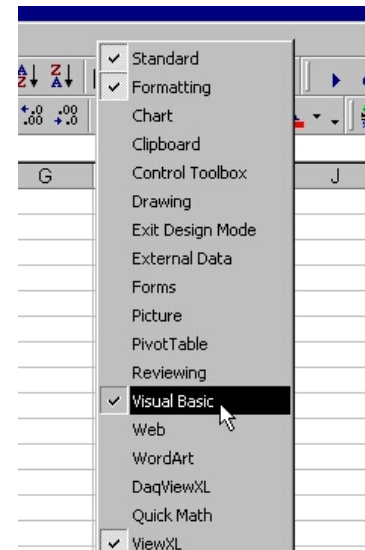 Standard
Formatting
Chart
Clipboard
G
Control Toolbox
J
Drawing
Exit Design Mode
External Data
Forms
Picture
PivotTable
Reviewing
Visual Basic
Web
WordArt
DaqViewXL
Quick Math
ViewXL